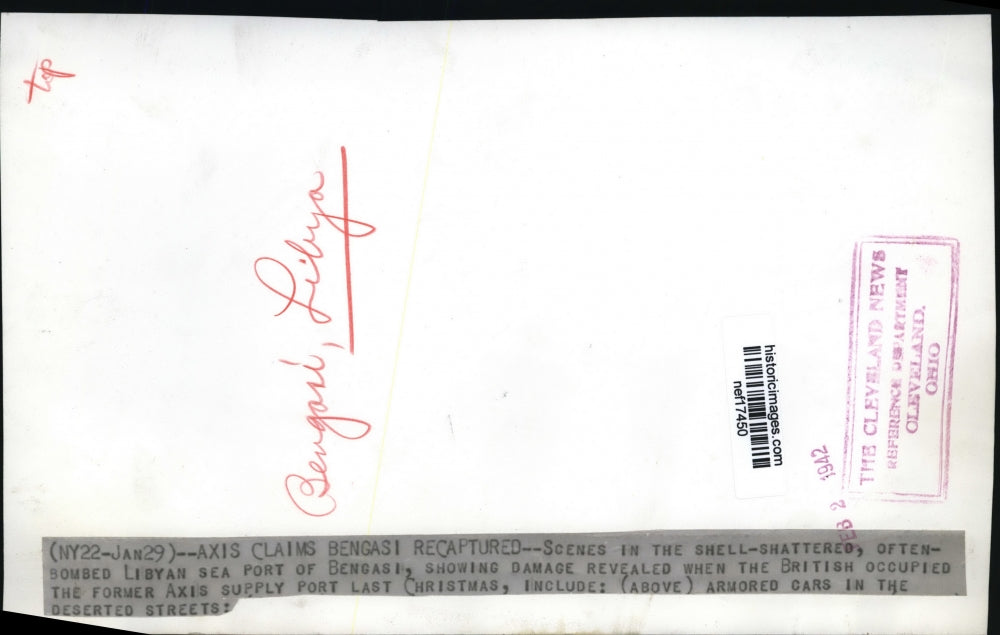 top
Bengasi, Libya
THE CLEVELAND NEWS
REFERENCE DEPARTMENT
CLEVELAND,
OHIO
historicimages.com
nef17450
FEB 2 1942
(NY22-JAN29)--AXIS CLAIMS BENGASI RECAPTURED--SCENES IN THE SHELL-SHATTERED, OFTEN-
BOMBED LIBYAN SEA PORT OF BENGASI, SHOWING DAMAGE REVEALED WHEN THE BRITISH OCCUPIED
THE FORMER AXIS SUPPLY PORT LAST CHRISTMAS, INCLUDE: (ABOVE) ARMORED CARS IN THE
DESERTED STREETS: